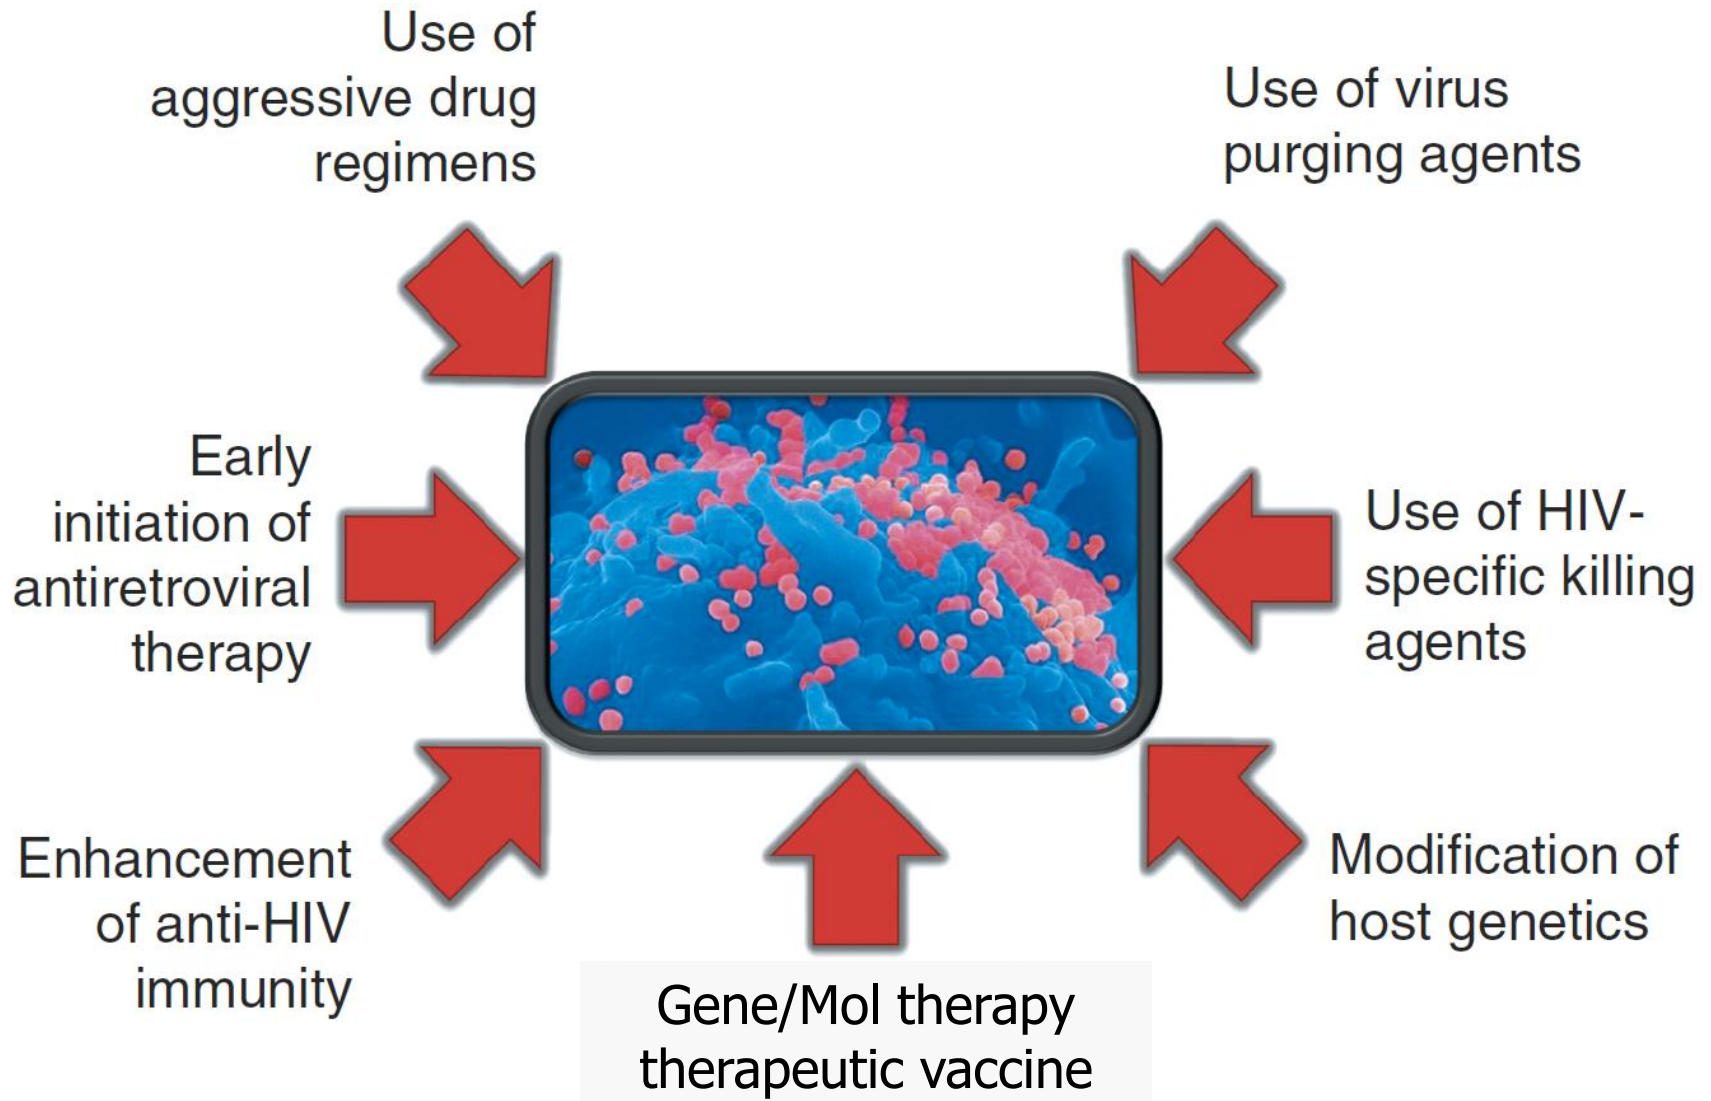 Use of
aggressive drug
regimens
Use of virus
purging agents
Early
initiation of
antiretroviral
therapy
Use of HIV-
specific killing
agents
Enhancement
of anti-HIV
immunity
Modification of
host genetics
Gene/Mol therapy
therapeutic vaccine